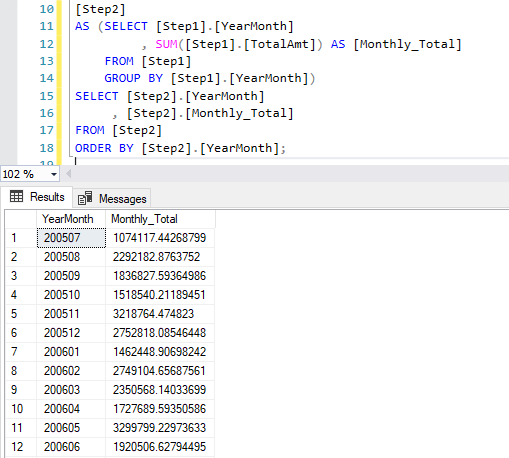 10 [Step2]
11 AS (SELECT [Step1].[YearMonth]
12 , SUM([Step1].[TotalAmt]) AS [Monthly_Total]
13 FROM [Step1]
14 GROUP BY [Step1].[YearMonth])
15 SELECT [Step2].[YearMonth]
16 , [Step2].[Monthly_Total]
17 FROM [Step2]
18 ORDER BY [Step2].[YearMonth];
19
102 %
Results Messages
YearMonth Monthly_Total
1 200507 1074117.44268799
2 200508 2292182.8763752
3 200509 1836827.59364986
4 200510 1518540.21189451
5 200511 3218764.474823
6 200512 2752818.08546448
7 200601 1462448.90698242
8 200602 2749104.65687561
9 200603 2350568.14033699
10 200604 1727689.59350586
11 200605 3299799.22973633
12 200606 1920506.62794495